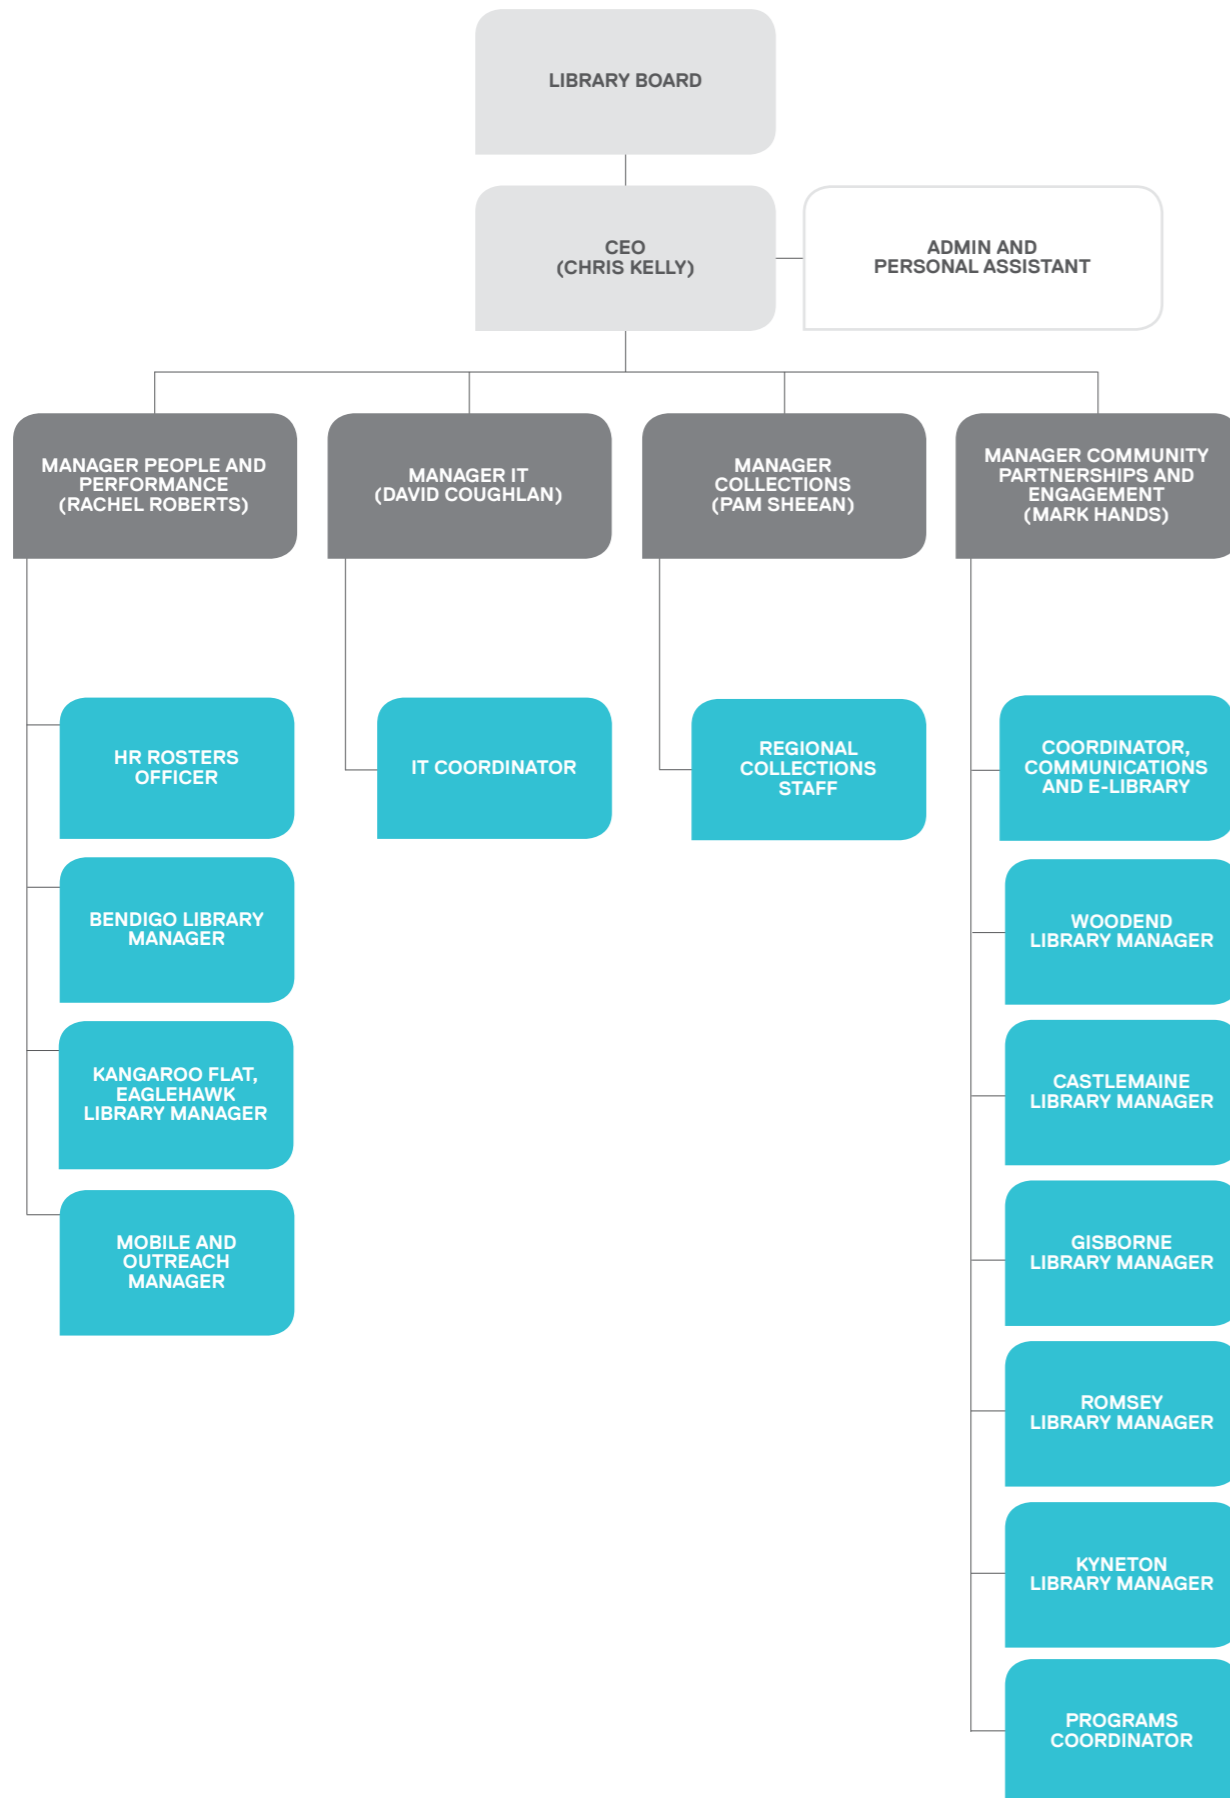 LIBRARY BOARD
CEO
(CHRIS KELLY)
ADMIN AND
PERSONAL ASSISTANT
MANAGER PEOPLE AND
PERFORMANCE
(RACHEL ROBERTS)
MANAGER IT
(DAVID COUGHLAN)
MANAGER
COLLECTIONS
(PAM SHEEAN)
MANAGER COMMUNITY
PARTNERSHIPS AND
ENGAGEMENT
(MARK HANDS)
HR ROSTERS
OFFICER
BENDIGO LIBRARY
MANAGER
KANGAROO FLAT,
EAGLEHAWK
LIBRARY MANAGER
MOBILE AND
OUTREACH
MANAGER
IT COORDINATOR
REGIONAL
COLLECTIONS
STAFF
COORDINATOR,
COMMUNICATIONS
AND E-LIBRARY
WOODEND
LIBRARY MANAGER
CASTLEMAINE
LIBRARY MANAGER
GISBORNE
LIBRARY MANAGER
ROMSEY
LIBRARY MANAGER
KYNETON
LIBRARY MANAGER
PROGRAMS
COORDINATOR